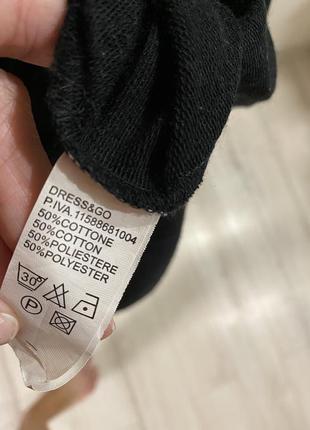 DRESS&GO
P.IVA.11588681004
50%COTTONE
50%COTTON
50%POLIESTERE
50%POLYESTER
30°
P